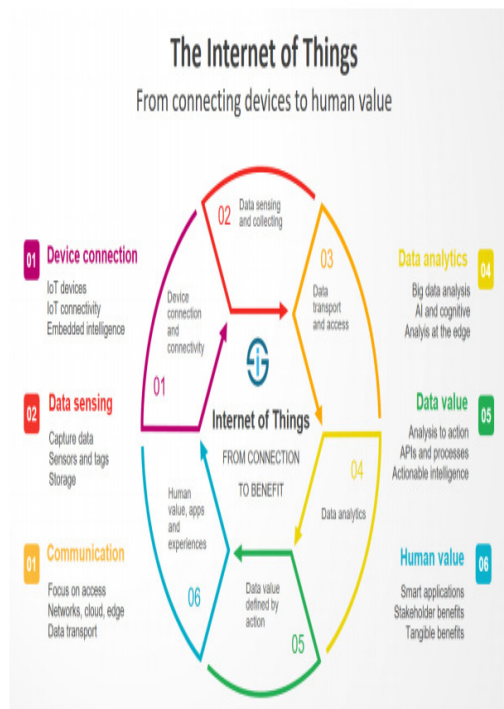 The Internet of Things
From connecting devices to human value
01 Device connection
IoT devices
IoT connectivity
Embedded intelligence
02 Data sensing
Capture data
Sensors and tags
Storage
01 Communication
Focus on access
Networks, cloud, edge
Data transport
01
Device
connection
and
connectivity
02
Data sensing
and collecting
03
Data
transport
and access
04
Data analytics
05
Data value
defined by
action
06
Human
value, apps
and
experiences
Internet of Things
FROM CONNECTION
TO BENEFIT
Data analytics 04
Big data analysis
AI and cognitive
Analyis at the edge
Data value 05
Analysis to action
APIs and processes
Actionable intelligence
Human value 06
Smart applications
Stakeholder benefits
Tangible benefits